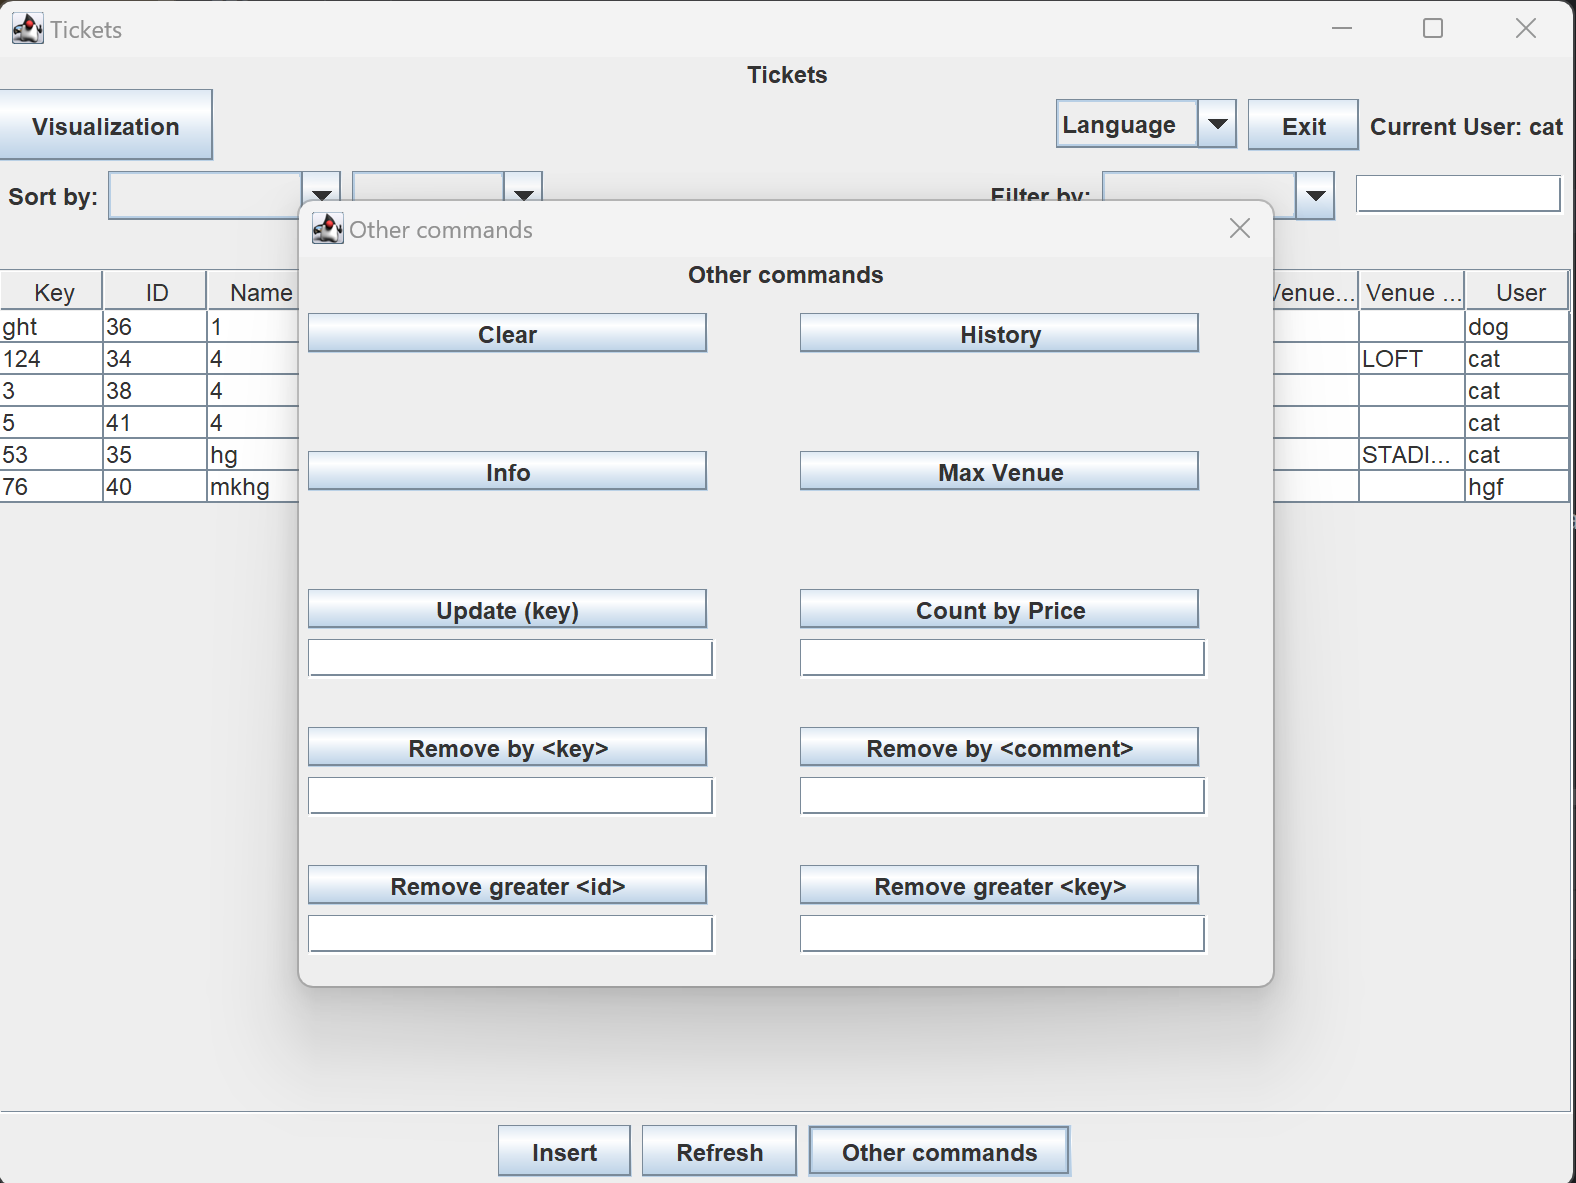 Tickets
Tickets
Visualization
Language
Exit
Current User: cat
Sort by:
Filter by:
Other commands
Other commands
Key ID Name Venue... Venue ... User
ght 36 1 dog
124 34 4 LOFT cat
3 38 4 cat
5 41 4 cat
53 35 hg STADI... cat
76 40 mkhg hgf
Clear History
Info Max Venue
Update (key) Count by Price
Remove by <key> Remove by <comment>
Remove greater <id> Remove greater <key>
Insert Refresh Other commands